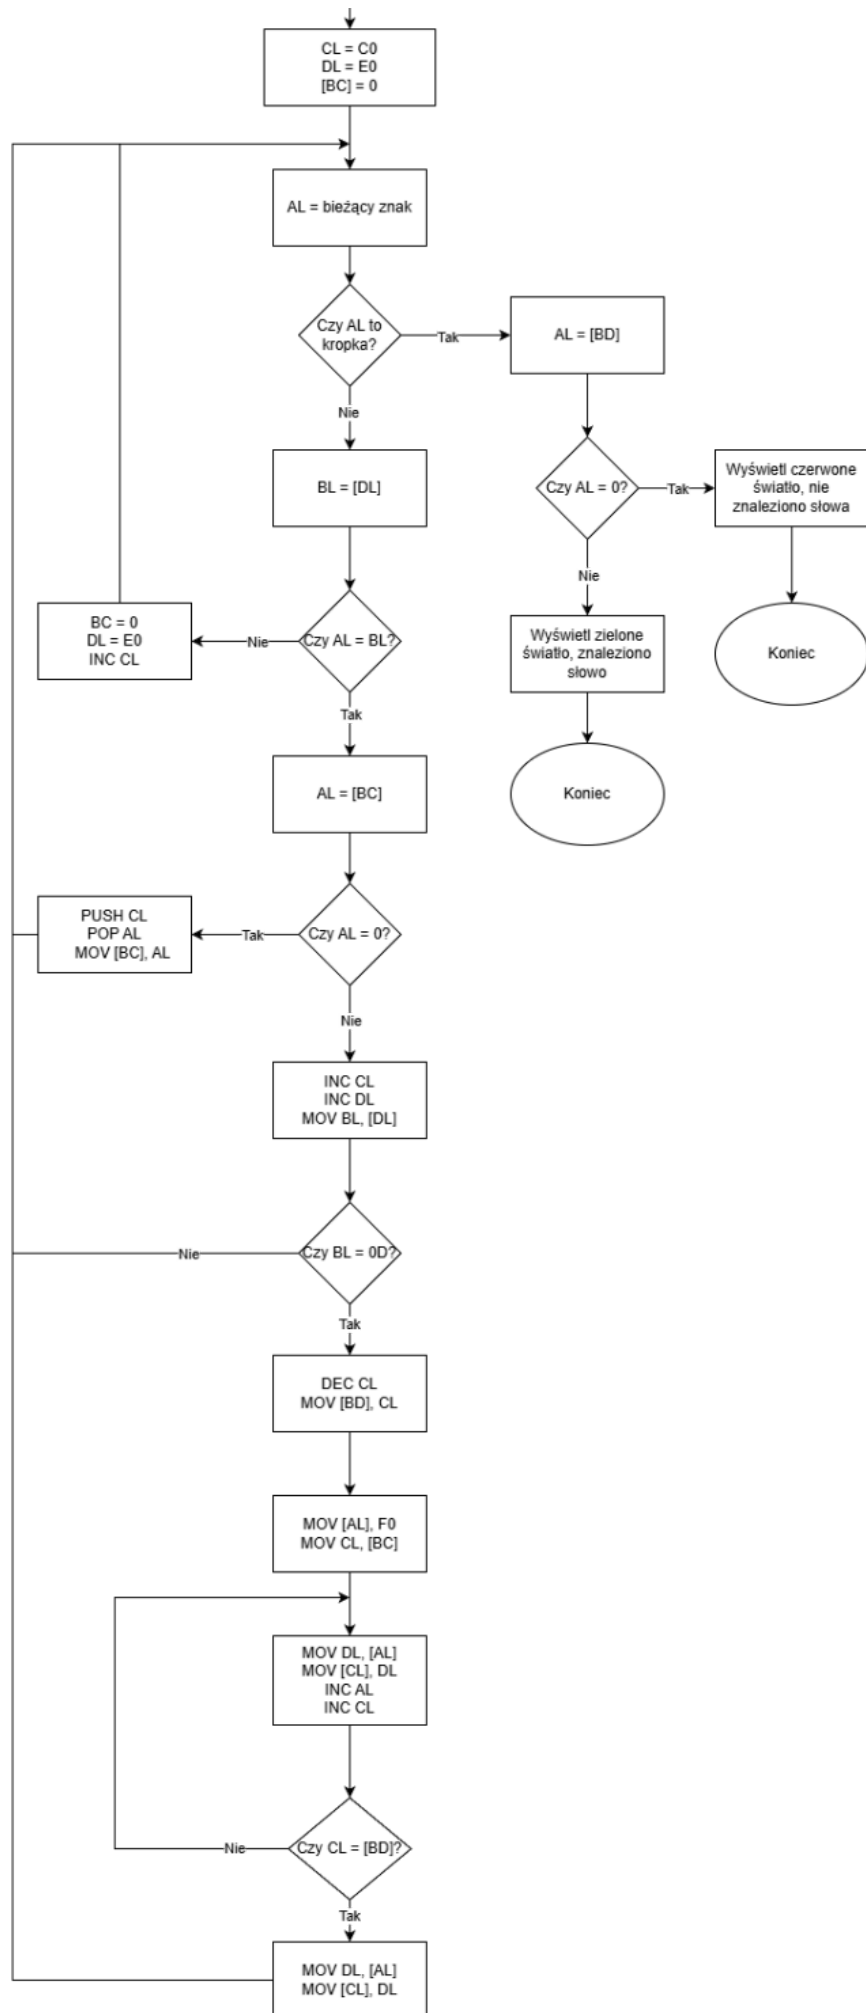 CL = C0
DL = E0
[BC] = 0
AL = bieżący znak
Czy AL to
kropka?
Tak
AL = [BD]
Nie
BL = [DL]
Czy AL = 0?
Tak
Wyświetl czerwone
światło, nie
znaleziono słowa
Nie
BC = 0
DL = E0
INC CL
Nie
Czy AL = BL?
Wyświetl zielone
światło, znaleziono
słowo
Koniec
Tak
AL = [BC]
Koniec
PUSH CL
POP AL
MOV [BC], AL
Tak
Czy AL = 0?
Nie
INC CL
INC DL
MOV BL, [DL]
Nie
Czy BL = 0D?
Tak
DEC CL
MOV [BD], CL
MOV [AL], F0
MOV CL, [BC]
MOV DL, [AL]
MOV [CL], DL
INC AL
INC CL
Nie
Czy CL = [BD]?
Tak
MOV DL, [AL]
MOV [CL], DL